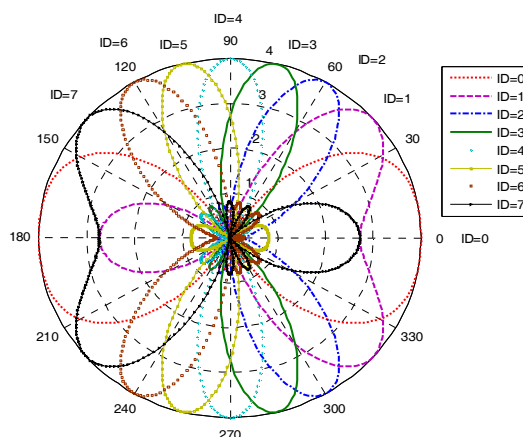 ID=4
ID=6 ID=5 90 4 ID=3
120 60 ID=2
ID=7 3 ID=1
150 30
2
1
180 0 ID=0
210 330
240 300
270
ID=0
ID=1
ID=2
ID=3
ID=4
ID=5
ID=6
ID=7